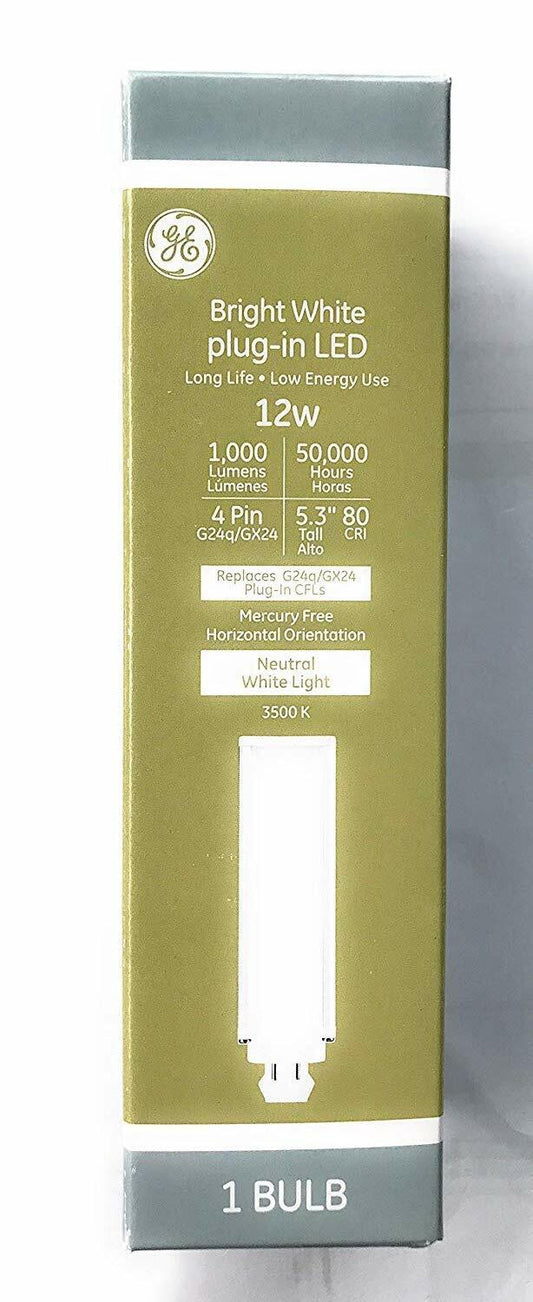 GE
Bright White
plug-in LED
Long Life • Low Energy Use
12w
1,000
Lumens
Lúmenes
50,000
Hours
Horas
4 Pin
G24q/GX24
5.3" 80
Tall CRI
Alto
Replaces G24q/GX24
Plug-In CFLs
Mercury Free
Horizontal Orientation
Neutral
White Light
3500 K
1 BULB